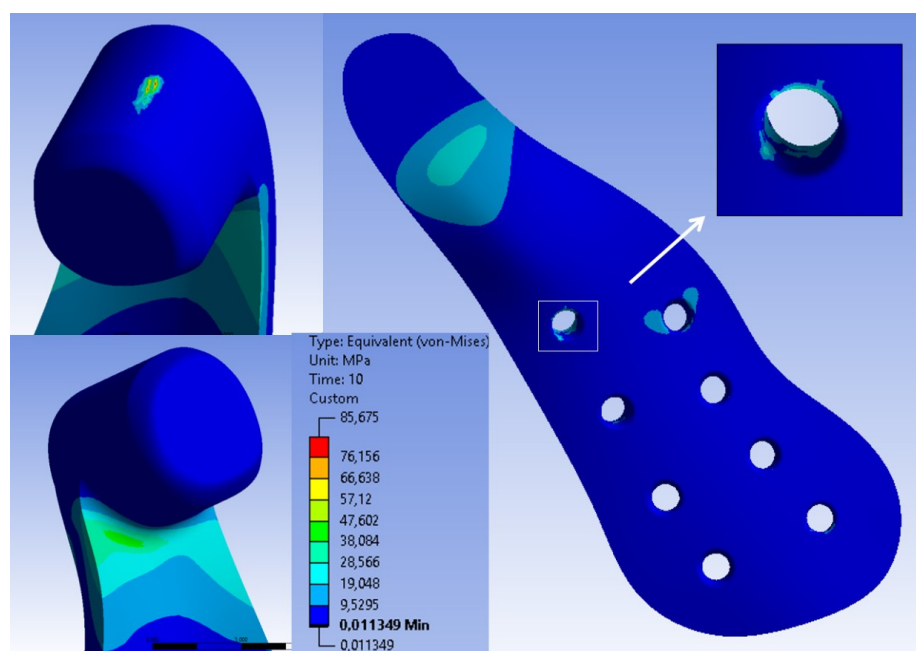 Type: Equivalent (von-Mises)
Unit: MPa
Time: 10
Custom
85,675
76,156
66,638
57,12
47,602
38,084
28,566
19,048
9,5295
0,011349 Min
0,011349